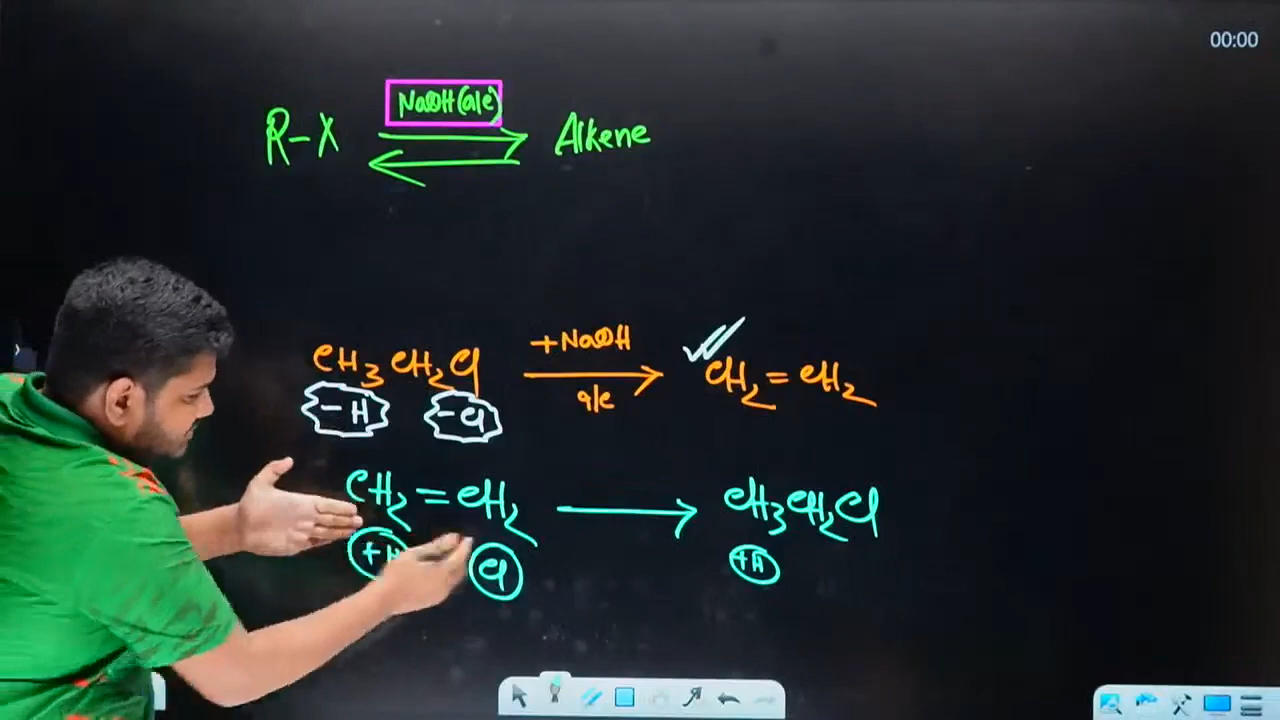 00:00
NaOH(alc)
R-X ⇌ Alkene
+NaOH
CH3CH2Cl → CH2=CH2
alc
-H -Cl
CH2=CH2 → CH3CH2Cl
+H Cl +H